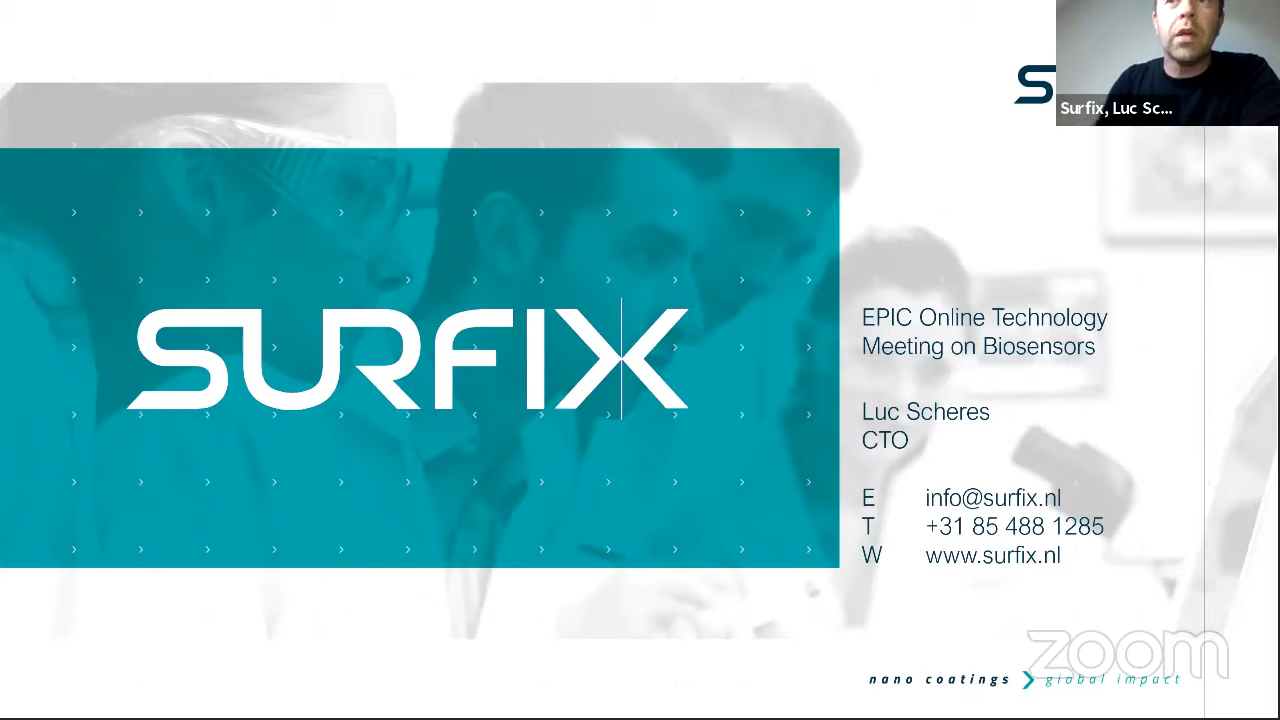 S
Surfix, Luc Sc...
SURFIX
EPIC Online Technology
Meeting on Biosensors
Luc Scheres
CTO
E info@surfix.nl
T +31 85 488 1285
W www.surfix.nl
zoom
nano coatings > global impact